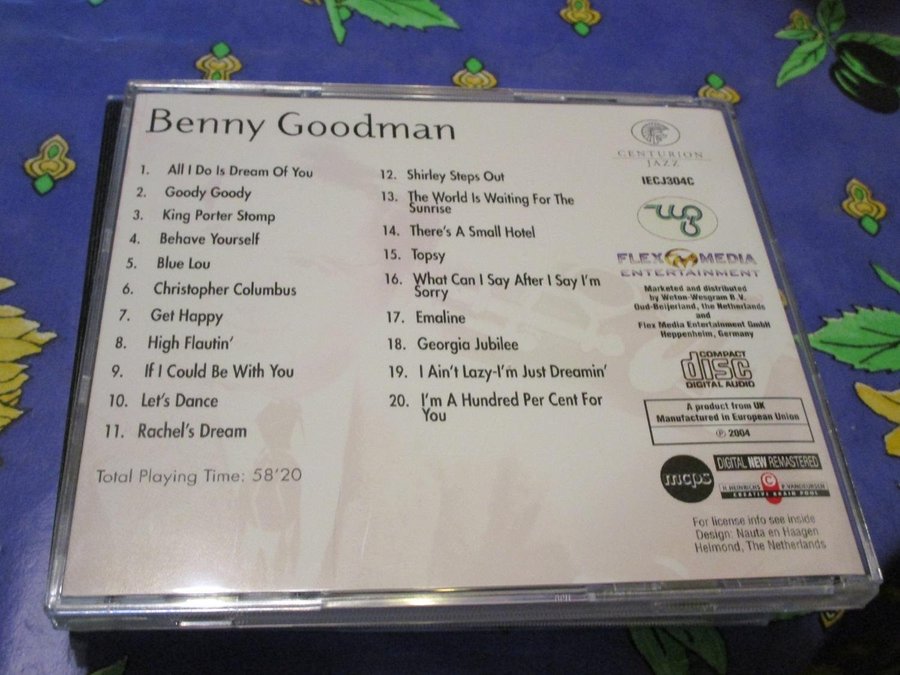 Benny Goodman
1. All I Do Is Dream Of You
2. Goody Goody
3. King Porter Stomp
4. Behave Yourself
5. Blue Lou
6. Christopher Columbus
7. Get Happy
8. High Flautin'
9. If I Could Be With You
10. Let's Dance
11. Rachel's Dream
Total Playing Time: 58'20
12. Shirley Steps Out
13. The World Is Waiting For The
Sunrise
14. There's A Small Hotel
15. Topsy
16. What Can I Say After I Say I'm
Sorry
17. Emaline
18. Georgia Jubilee
19. I Ain't Lazy-I'm Just Dreamin'
20. I'm A Hundred Per Cent For
You
CENTURION
JAZZ
IECJ304C
FLEX MEDIA
ENTERTAINMENT
Marketed and distributed
by Weton-Wesgram B.V.
Oud-Beijerland, the Netherlands
and
Flex Media Entertainment GmbH
Heppenheim, Germany
COMPACT
disc
DIGITAL AUDIO
A product from UK
Manufactured in European Union
℗ 2004
mcps
DIGITAL NEW REMASTERED
H. HEINRICHS C P. VANDEURSEN
CREATIVE BRAIN POOL
For license info see inside
Design: Nauta en Haagen
Helmond, The Netherlands